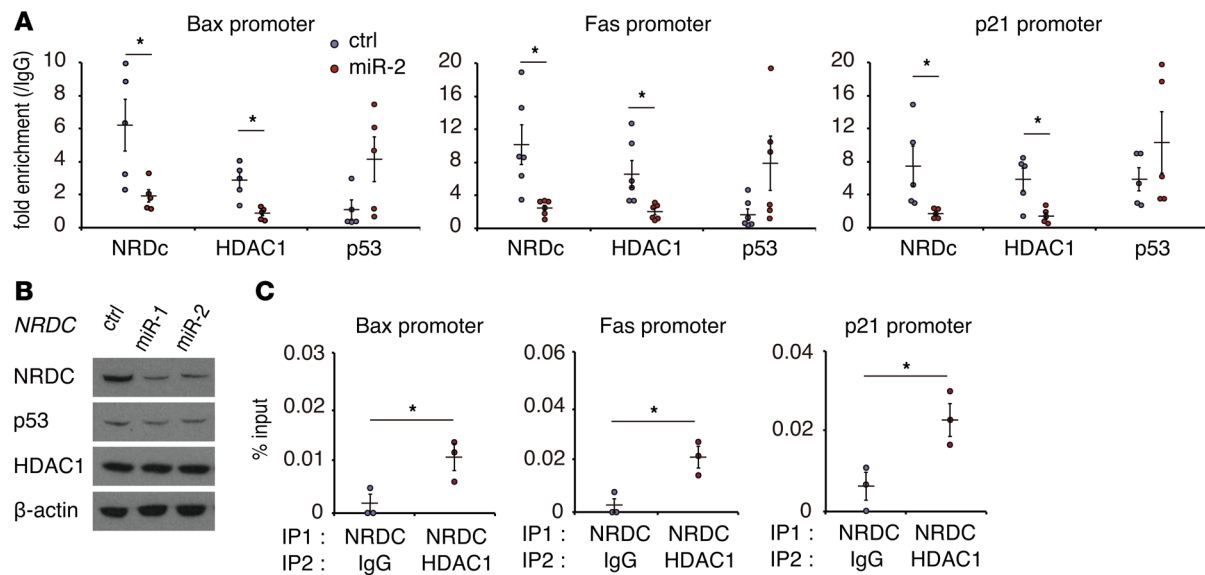 A
Bax promoter
Fas promoter
p21 promoter
ctrl
miR-2
fold enrichment (/IgG)
10
8
6
4
2
0
* * 
NRDc HDAC1 p53
20
16
12
8
4
0
* *
NRDc HDAC1 p53
20
16
12
8
4
0
* *
NRDc HDAC1 p53
B
NRDC ctrl miR-1 miR-2
NRDC
p53
HDAC1
β-actin
C
Bax promoter
Fas promoter
p21 promoter
% input
0.03
0.02
0.01
0
*
0.06
0.04
0.02
0
*
0.04
0.02
0
*
IP1 : NRDC NRDC
IP2 : IgG HDAC1
IP1 : NRDC NRDC
IP2 : IgG HDAC1
IP1 : NRDC NRDC
IP2 : IgG HDAC1